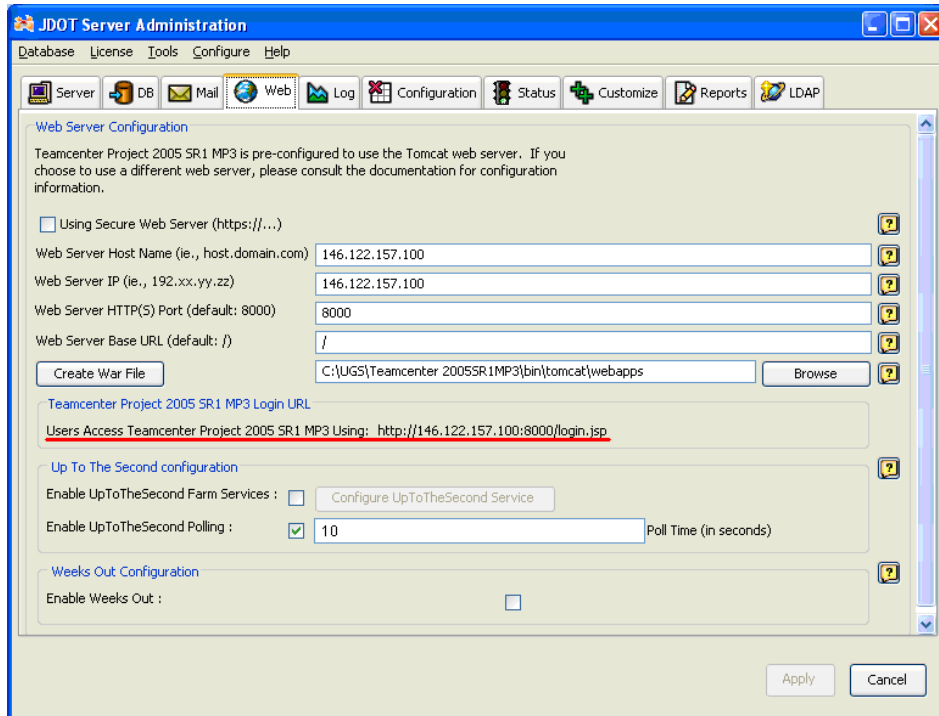 JDOT Server Administration
Database License Tools Configure Help
Server DB Mail Web Log Configuration Status Customize Reports LDAP
Web Server Configuration
Teamcenter Project 2005 SR1 MP3 is pre-configured to use the Tomcat web server. If you
choose to use a different web server, please consult the documentation for configuration
information.
Using Secure Web Server (https://...)
Web Server Host Name (ie., host.domain.com) 146.122.157.100
Web Server IP (ie., 192.xx.yy.zz) 146.122.157.100
Web Server HTTP(S) Port (default: 8000) 8000
Web Server Base URL (default: /) /
Create War File C:\UGS\Teamcenter 2005SR1MP3\bin\tomcat\webapps Browse
Teamcenter Project 2005 SR1 MP3 Login URL
Users Access Teamcenter Project 2005 SR1 MP3 Using: http://146.122.157.100:8000/login.jsp
Up To The Second configuration
Enable UpToTheSecond Farm Services : Configure UpToTheSecond Service
Enable UpToTheSecond Polling : 10 Poll Time (in seconds)
Weeks Out Configuration
Enable Weeks Out :
Apply Cancel